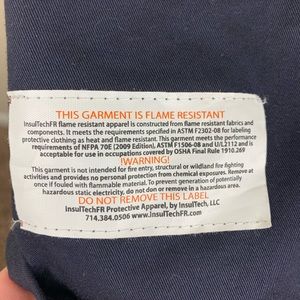 THIS GARMENT IS FLAME RESISTANT
InsulTechFR flame resistant apparel is constructed from flame resistant fabrics and
components. It meets the requirements specified in ASTM F2302-08 for labeling
protective clothing as heat and flame resistant. This garment meets the performance
requirements of NFPA 70E (2009 Edition), ASTM F1506-08 and U/L2112 and is
acceptable for use in occupations covered by OSHA Final Rule 1910.269
!WARNING!
This garment is not intended for fire entry, structural or wildland fire fighting
activities and provides no personal protection from chemical exposures. Remove at
once if fouled with flammable material. To prevent generation of potentially
hazardous static electricity, do not don or remove in a hazardous area.
DO NOT REMOVE THIS LABEL
InsulTechFR Protective Apparel, by InsulTech, LLC
714.384.0506 www.InsulTechFR.com